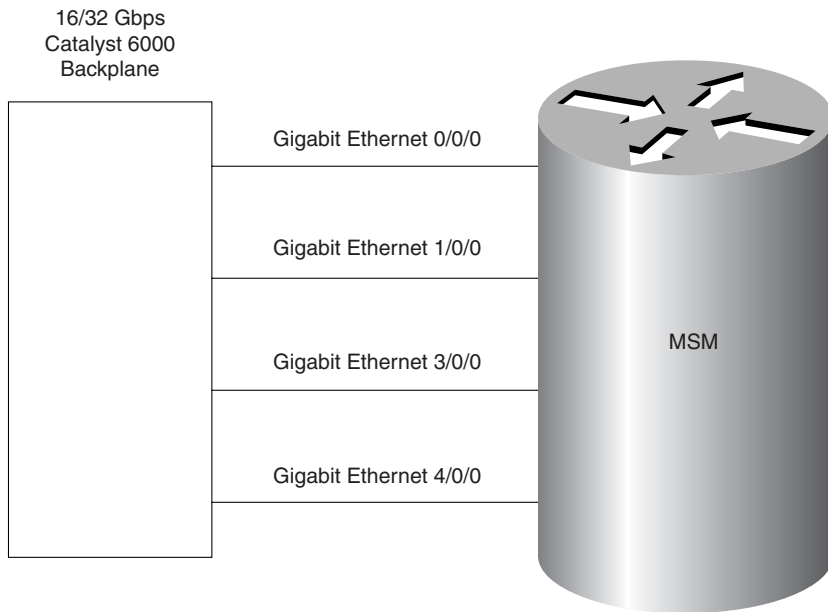 16/32 Gbps
Catalyst 6000
Backplane
Gigabit Ethernet 0/0/0
Gigabit Ethernet 1/0/0
Gigabit Ethernet 3/0/0
Gigabit Ethernet 4/0/0
MSM